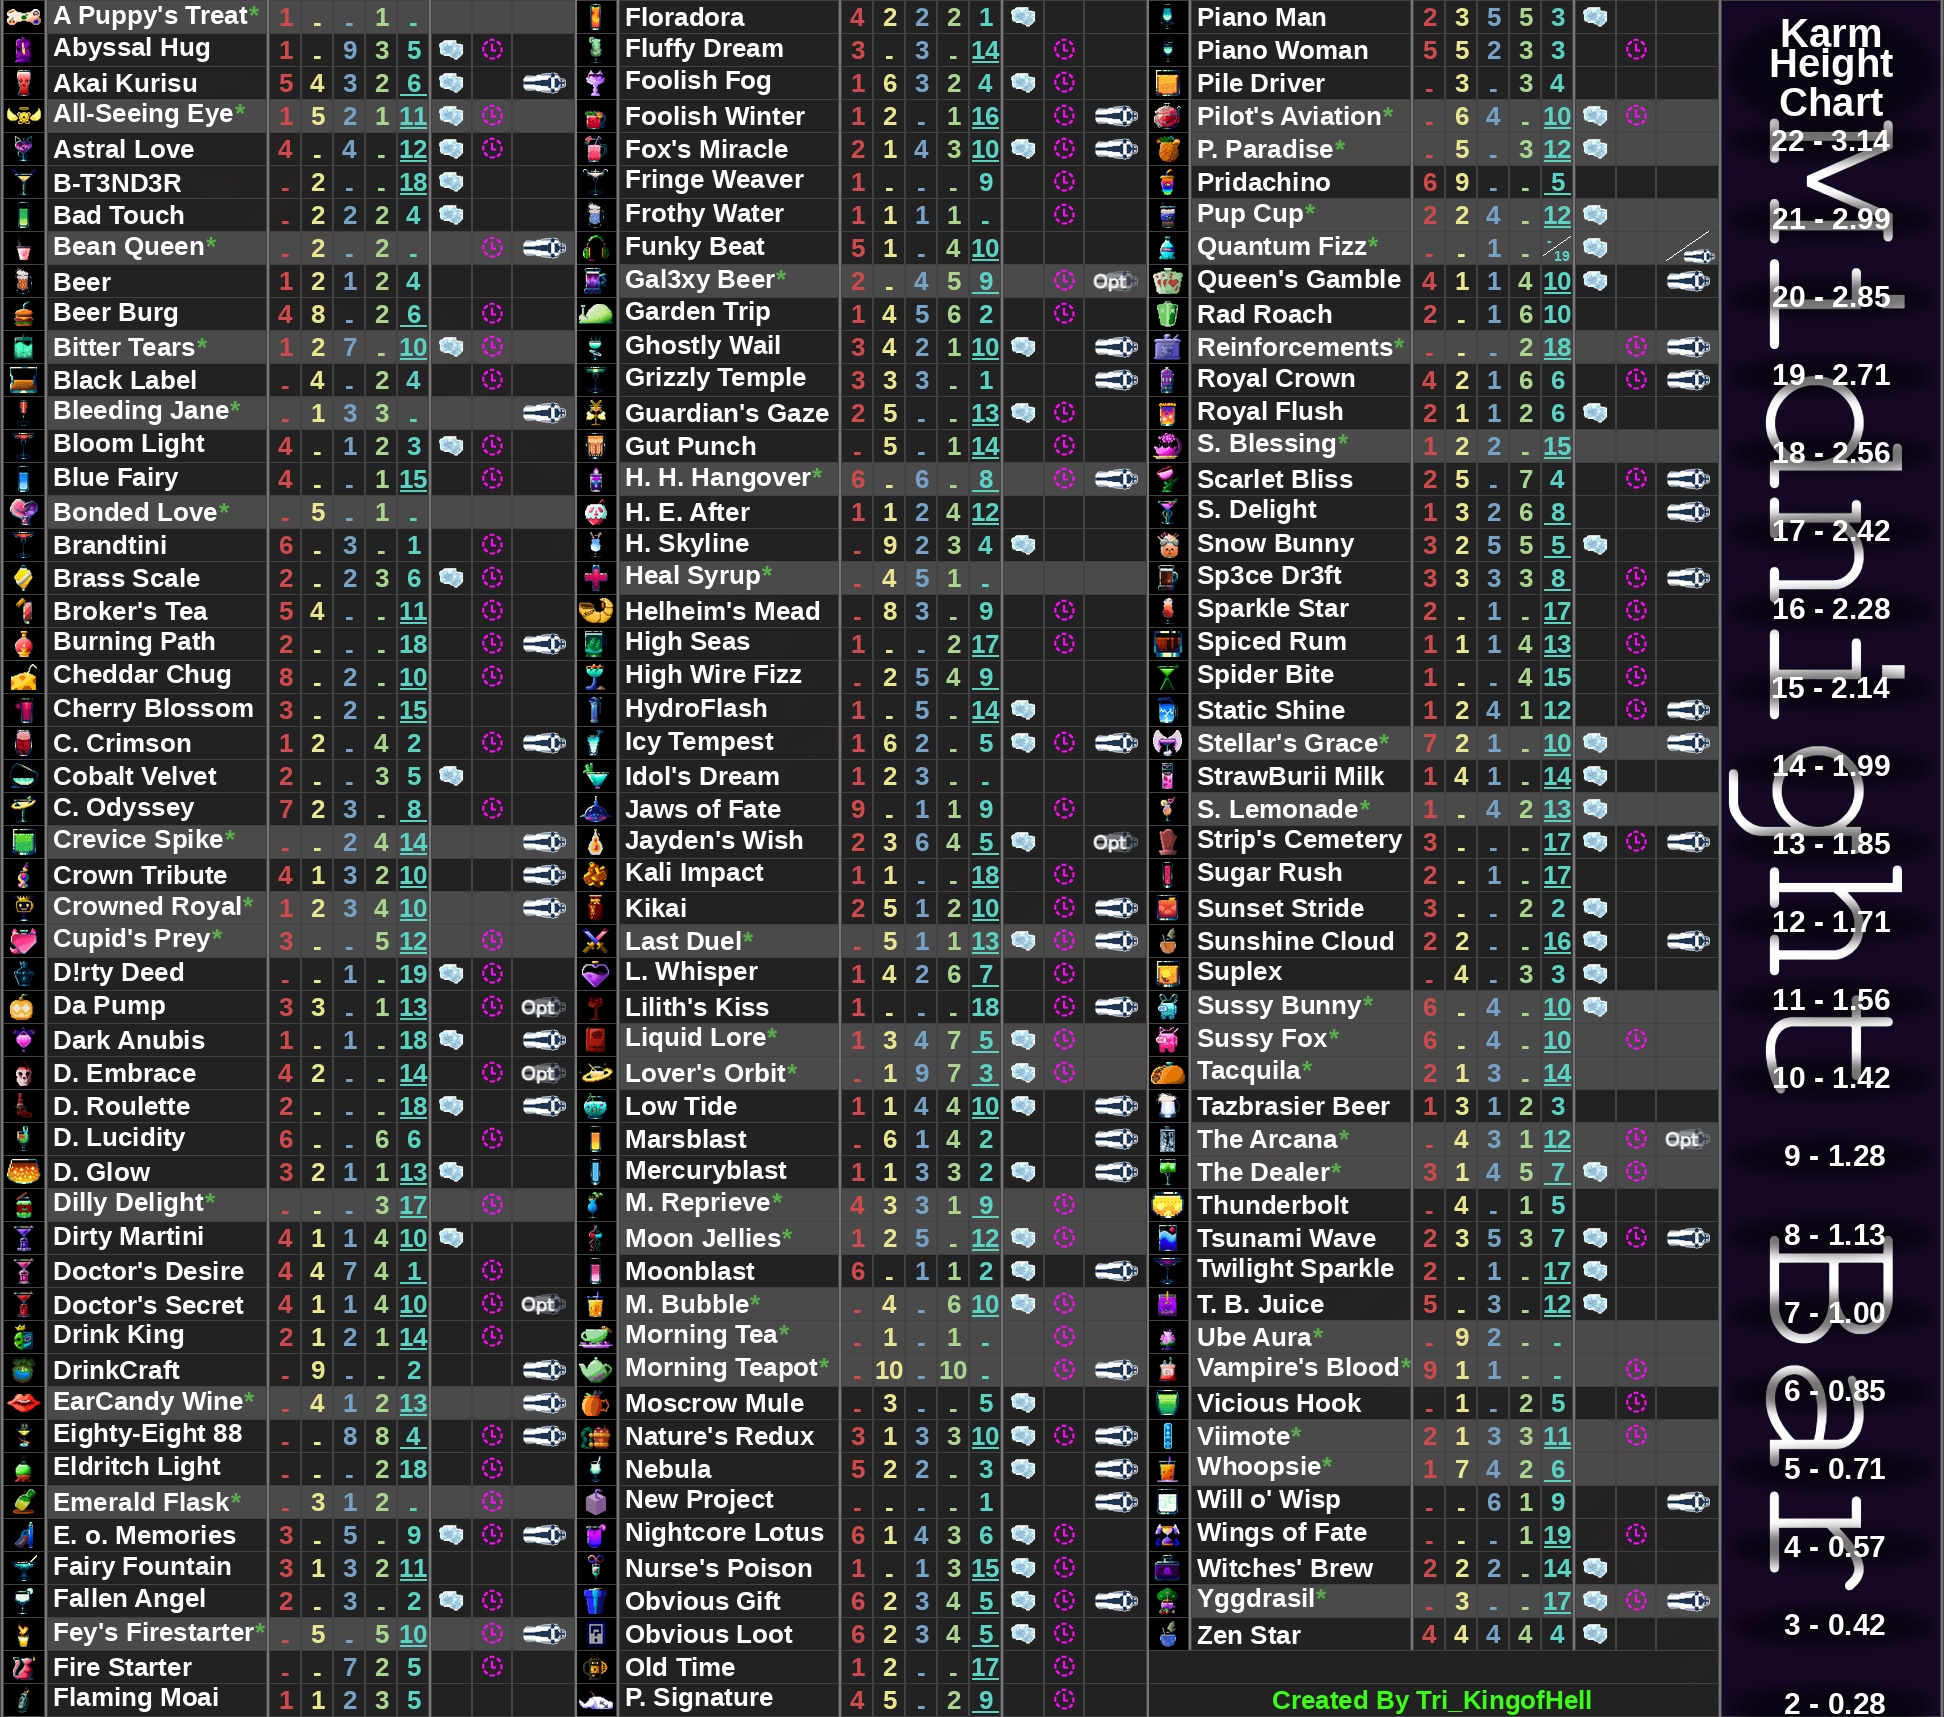 A Puppy's Treat* 1 - - 1 -
Abyssal Hug 1 - 9 3 5
Akai Kurisu 5 4 3 2 6
All-Seeing Eye* 1 5 2 1 11
Astral Love 4 - 4 - 12
B-T3ND3R - 2 - - 18
Bad Touch - 2 2 2 4
Bean Queen* - 2 - 2 -
Beer 1 2 1 2 4
Beer Burg 4 8 - 2 6
Bitter Tears* 1 2 7 - 10
Black Label - 4 - 2 4
Bleeding Jane* - 1 3 3 -
Bloom Light 4 - 1 2 3
Blue Fairy 4 - - 1 15
Bonded Love* - 5 - 1 -
Brandtini 6 - 3 - 1
Brass Scale 2 - 2 3 6
Broker's Tea 5 4 - - 11
Burning Path 2 - - - 18
Cheddar Chug 8 - 2 - 10
Cherry Blossom 3 - 2 - 15
C. Crimson 1 2 - 4 2
Cobalt Velvet 2 - - 3 5
C. Odyssey 7 2 3 - 8
Crevice Spike* - - 2 4 14
Crown Tribute 4 1 3 2 10
Crowned Royal* 1 2 3 4 10
Cupid's Prey* 3 - - 5 12
D!rty Deed - - 1 - 19
Da Pump 3 3 - 1 13 Opt
Dark Anubis 1 - 1 - 18
D. Embrace 4 2 - - 14 Opt
D. Roulette 2 - - - 18
D. Lucidity 6 - - 6 6
D. Glow 3 2 1 1 13
Dilly Delight* - - - 3 17
Dirty Martini 4 1 1 4 10
Doctor's Desire 4 4 7 4 1
Doctor's Secret 4 1 1 4 10 Opt
Drink King 2 1 2 1 14
DrinkCraft - 9 - - 2
EarCandy Wine* - 4 1 2 13
Eighty-Eight 88 - - 8 8 4
Eldritch Light - - - 2 18
Emerald Flask* - 3 1 2 -
E. o. Memories 3 - 5 - 9
Fairy Fountain 3 1 3 2 11
Fallen Angel 2 - 3 - 2
Fey's Firestarter* - 5 - 5 10
Fire Starter - - 7 2 5
Flaming Moai 1 1 2 3 5
Floradora 4 2 2 2 1
Fluffy Dream 3 - 3 - 14
Foolish Fog 1 6 3 2 4
Foolish Winter 1 2 - 1 16
Fox's Miracle 2 1 4 3 10
Fringe Weaver 1 - - - 9
Frothy Water 1 1 1 1 -
Funky Beat 5 1 - 4 10
Gal3xy Beer* 2 - 4 5 9 Opt
Garden Trip 1 4 5 6 2
Ghostly Wail 3 4 2 1 10
Grizzly Temple 3 3 3 - 1
Guardian's Gaze 2 5 - - 13
Gut Punch - 5 - 1 14
H. H. Hangover* 6 - 6 - 8
H. E. After 1 1 2 4 12
H. Skyline - 9 2 3 4
Heal Syrup* - 4 5 1 -
Helheim's Mead - 8 3 - 9
High Seas 1 - - 2 17
High Wire Fizz - 2 5 4 9
HydroFlash 1 - 5 - 14
Icy Tempest 1 6 2 - 5
Idol's Dream 1 2 3 - -
Jaws of Fate 9 - 1 1 9
Jayden's Wish 2 3 6 4 5 Opt
Kali Impact 1 1 - - 18
Kikai 2 5 1 2 10
Last Duel* - 5 1 1 13
L. Whisper 1 4 2 6 7
Lilith's Kiss 1 - - - 18
Liquid Lore* 1 3 4 7 5
Lover's Orbit* - 1 9 7 3
Low Tide 1 1 4 4 10
Marsblast - 6 1 4 2
Mercuryblast 1 1 3 3 2
M. Reprieve* 4 3 3 1 9
Moon Jellies* 1 2 5 - 12
Moonblast 6 - 1 1 2
M. Bubble* - 4 - 6 10
Morning Tea* - 1 - 1 -
Morning Teapot* - 10 - 10 -
Moscrow Mule - 3 - - 5
Nature's Redux 3 1 3 3 10
Nebula 5 2 2 - 3
New Project - - - - 1
Nightcore Lotus 6 1 4 3 6
Nurse's Poison 1 - 1 3 15
Obvious Gift 6 2 3 4 5
Obvious Loot 6 2 3 4 5
Old Time 1 2 - - 17
P. Signature 4 5 - 2 9
Piano Man 2 3 5 5 3
Piano Woman 5 5 2 3 3
Pile Driver - 3 - 3 4
Pilot's Aviation* - 6 4 - 10
P. Paradise* - 5 - 3 12
Pridachino 6 9 - - 5
Pup Cup* 2 2 4 - 12
Quantum Fizz* - - 1 - -/19
Queen's Gamble 4 1 1 4 10
Rad Roach 2 - 1 6 10
Reinforcements* - - - 2 18
Royal Crown 4 2 1 6 6
Royal Flush 2 1 1 2 6
S. Blessing* 1 2 2 - 15
Scarlet Bliss 2 5 - 7 4
S. Delight 1 3 2 6 8
Snow Bunny 3 2 5 5 5
Sp3ce Dr3ft 3 3 3 3 8
Sparkle Star 2 - 1 - 17
Spiced Rum 1 1 1 4 13
Spider Bite 1 - - 4 15
Static Shine 1 2 4 1 12
Stellar's Grace* 7 2 1 - 10
StrawBurii Milk 1 4 1 - 14
S. Lemonade* 1 - 4 2 13
Strip's Cemetery 3 - - - 17
Sugar Rush 2 - 1 - 17
Sunset Stride 3 - - 2 2
Sunshine Cloud 2 2 - - 16
Suplex - 4 - 3 3
Sussy Bunny* 6 - 4 - 10
Sussy Fox* 6 - 4 - 10
Tacquila* 2 1 3 - 14
Tazbrasier Beer 1 3 1 2 3
The Arcana* - 4 3 1 12 Opt
The Dealer* 3 1 4 5 7
Thunderbolt - 4 - 1 5
Tsunami Wave 2 3 5 3 7
Twilight Sparkle 2 - 1 - 17
T. B. Juice 5 - 3 - 12
Ube Aura* - 9 2 - -
Vampire's Blood* 9 1 1 - -
Vicious Hook - 1 - 2 5
Viimote* 2 1 3 3 11
Whoopsie* 1 7 4 2 6
Will o' Wisp - - 6 1 9
Wings of Fate - - - 1 19
Witches' Brew 2 2 2 - 14
Yggdrasil* - 3 - - 17
Zen Star 4 4 4 4 4
Created By Tri_KingofHell
Karm
Height
Chart
22 - 3.14
21 - 2.99
20 - 2.85
19 - 2.71
18 - 2.56
17 - 2.42
16 - 2.28
15 - 2.14
14 - 1.99
13 - 1.85
12 - 1.71
11 - 1.56
10 - 1.42
9 - 1.28
8 - 1.13
7 - 1.00
6 - 0.85
5 - 0.71
4 - 0.57
3 - 0.42
2 - 0.28
Midnight Bar